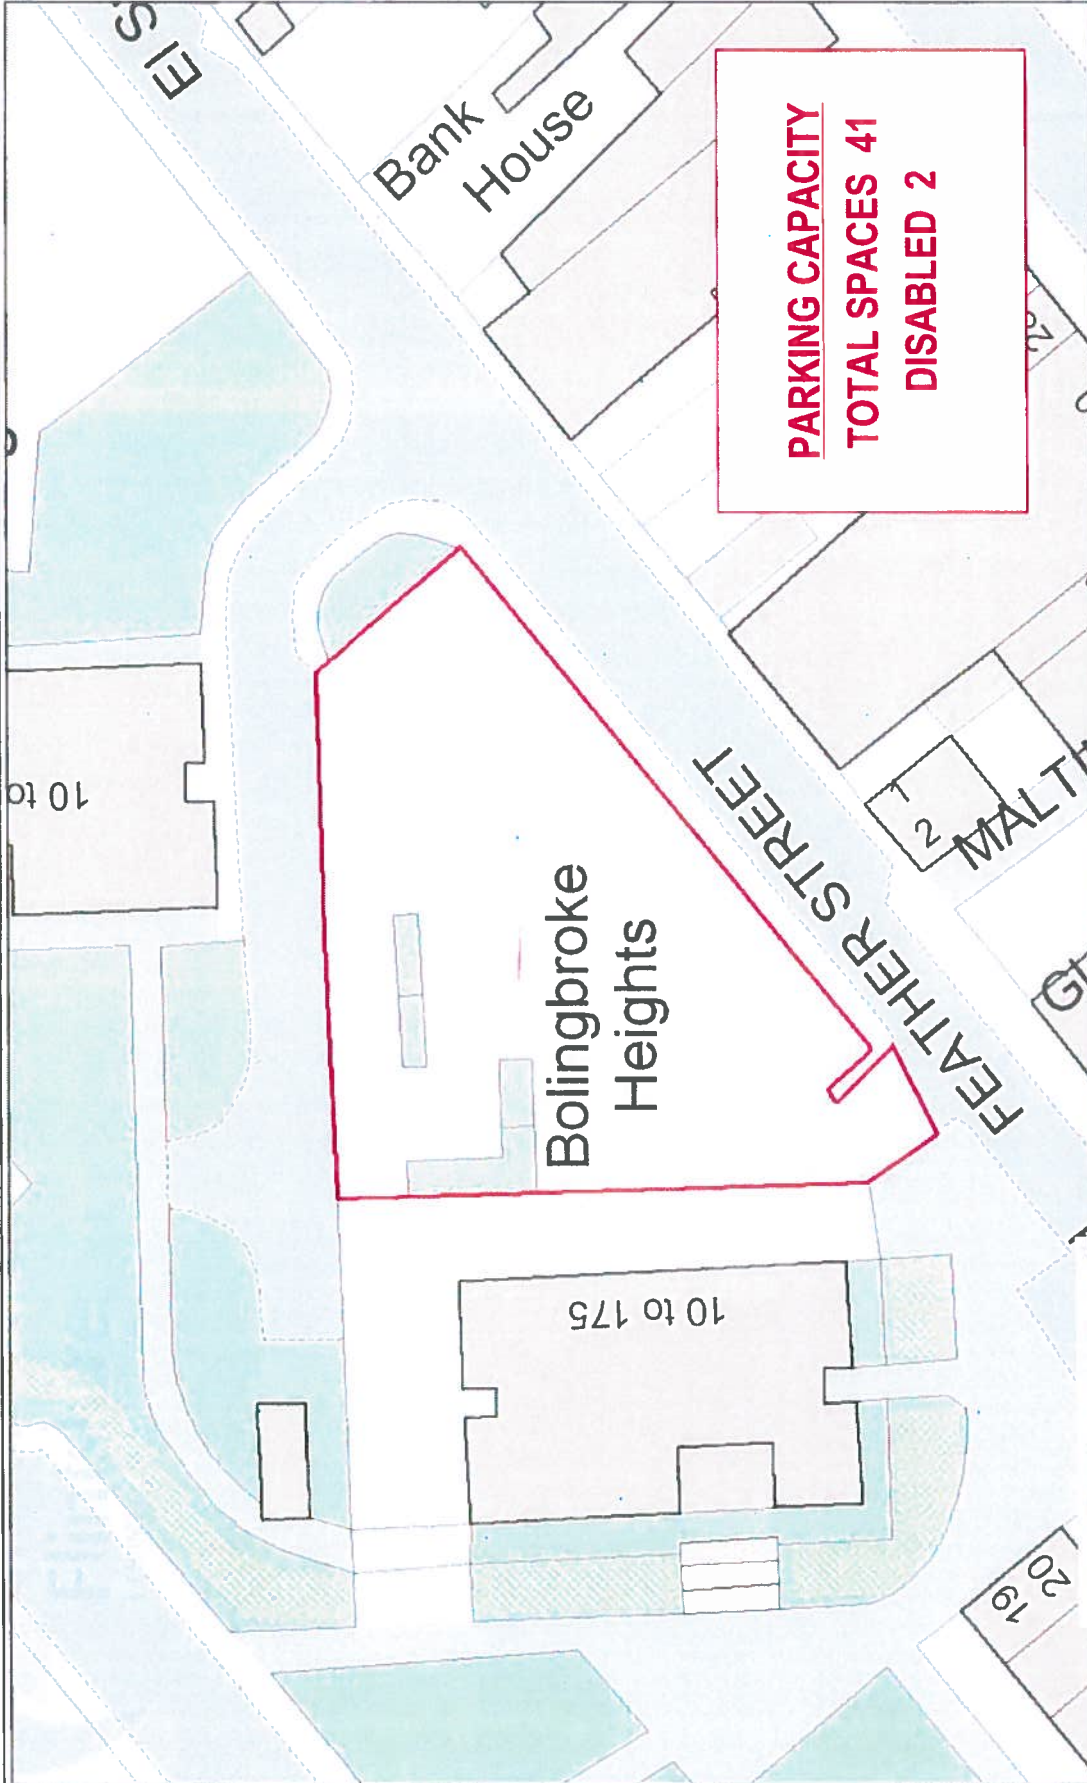 PARKING CAPACITY
TOTAL SPACES 41
DISABLED 2
Bank
House
Bolingbroke
Heights
FEATHER STREET
10 to 175
10 to
1
2
MALT
19
20